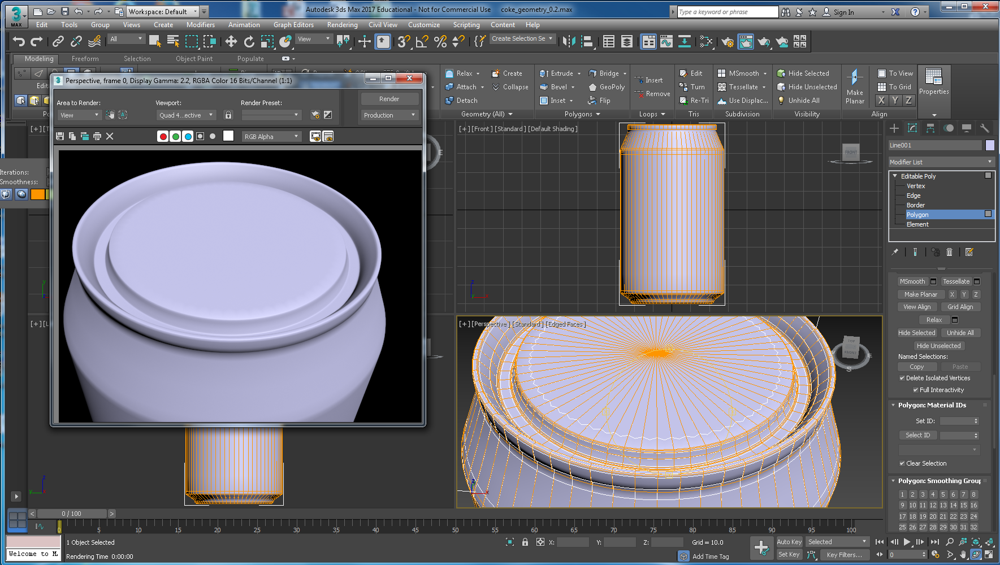 3 MAX
Workspace: Default
Autodesk 3ds Max 2017 Educational - Not for Commercial Use    coke_geometry_0.2.max
Type a keyword or phrase
Sign In
Edit Tools Group Views Create Modifiers Animation Graph Editors Rendering Civil View Customize Scripting Content Help
All
View
Create Selection Se
Modeling Freeform Selection Object Paint Populate
Perspective, frame 0, Display Gamma: 2.2, RGBA Color 16 Bits/Channel (1:1)
Area to Render:
View
Viewport:
Quad 4...ective
Render Preset:
Render
Production
RGB Alpha
Relax
Attach
Detach
Create
Collapse
Geometry (All)
Extrude
Bevel
Inset
Bridge
GeoPoly
Flip
Polygons
Insert
Remove
Loops
Edit
Turn
Re-Tri
Tris
MSmooth
Tessellate
Use Displac...
Subdivision
Hide Selected
Hide Unselected
Unhide All
Visibility
Make
Planar
To View
To Grid
X Y Z
Align
Properties
Iterations:
Smoothness:
[+] [Front ] [Standard ] [Default Shading ]
FRONT
[+] [Perspective ] [Standard ] [Edged Faces ]
TOP
FRONT
S
E
Line001
Modifier List
Editable Poly
Vertex
Edge
Border
Polygon
Element
MSmooth Tessellate
Make Planar X Y Z
View Align Grid Align
Relax
Hide Selected Unhide All
Hide Unselected
Named Selections:
Copy Paste
Delete Isolated Vertices
Full Interactivity
Polygon: Material IDs
Set ID:
Select ID
Clear Selection
Polygon: Smoothing Group
1 2 3 4 5 6 7 8
9 10 11 12 13 14 15 16
17 18 19 20 21 22 23 24
25 26 27 28 29 30 31 32
0 / 100
0 5 10 15 20 25 30 35 40 45 50 55 60 65 70 75 80 85 90 95 100
1 Object Selected
X: Y: Z: Grid = 10.0
Auto Key Selected
Welcome to M
Rendering Time 0:00:00
Add Time Tag
Set Key Key Filters...
0